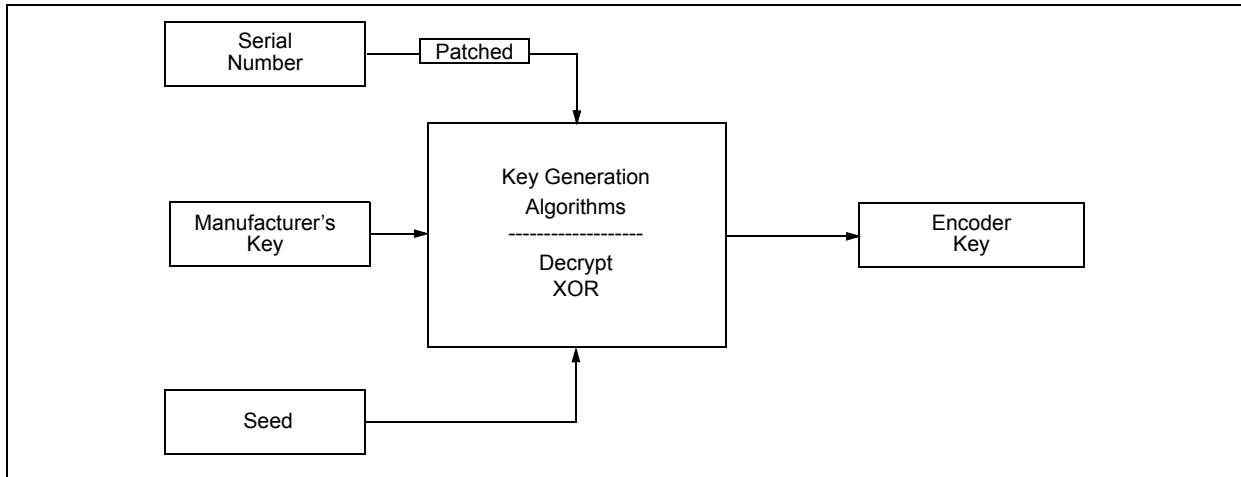 Serial
Number
Patched
Key Generation
Algorithms
-------------------
Decrypt
XOR
Manufacturer’s
Key
Encoder
Key
Seed